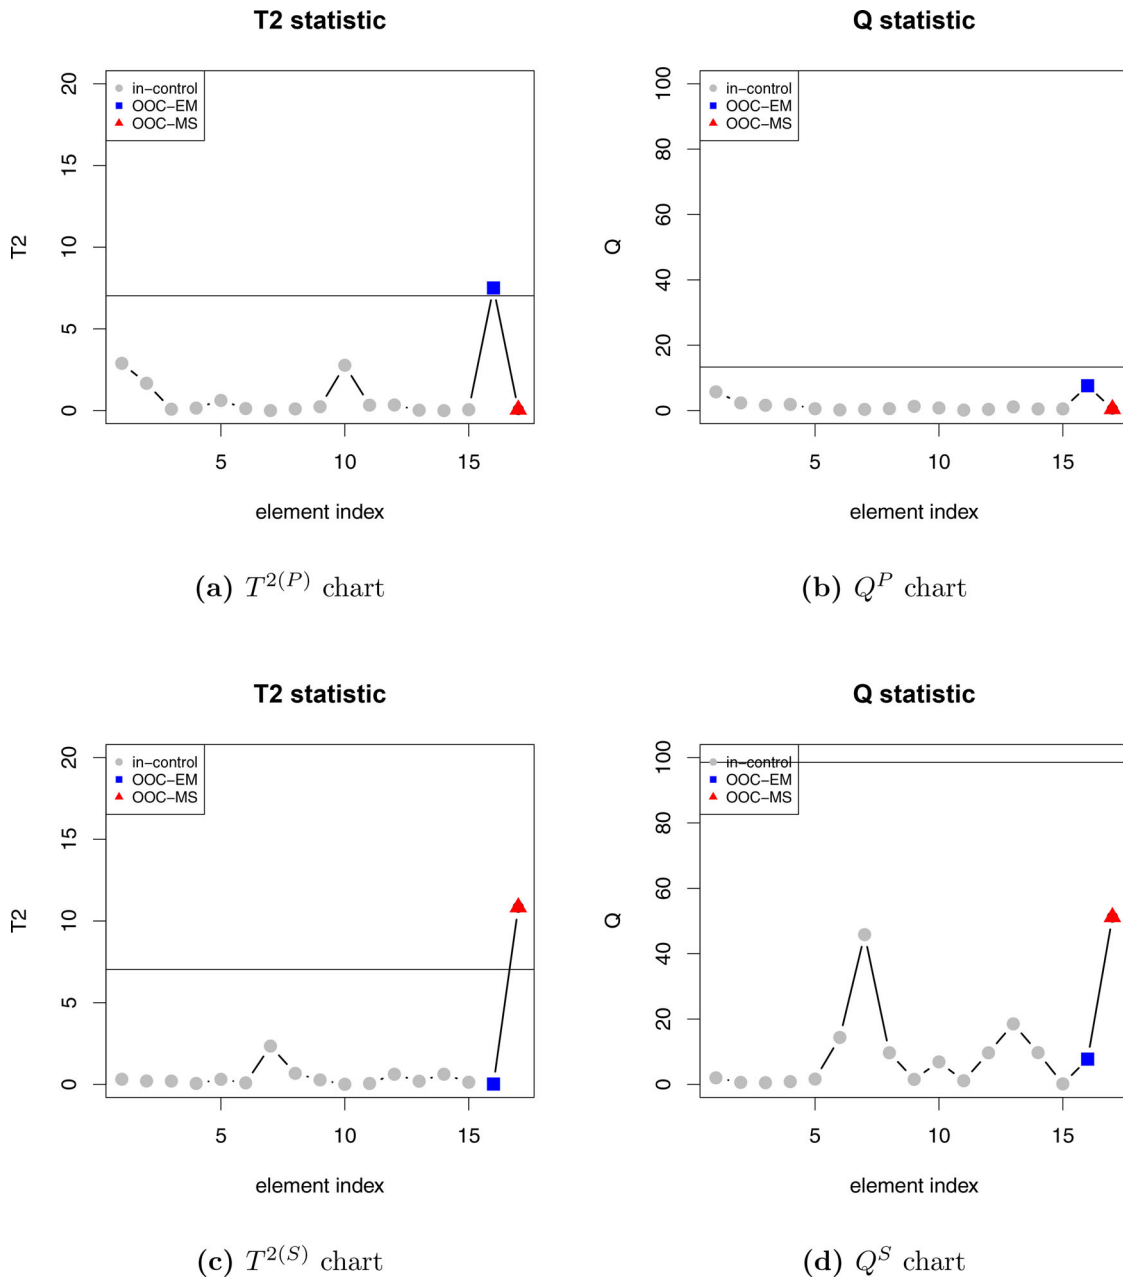 T2 statistic
in-control
OOC-EM
OOC-MS
20
15
10
5
0
T2
5
10
15
element index
(a) T^2(P) chart
Q statistic
in-control
OOC-EM
OOC-MS
100
80
60
40
20
0
Q
5
10
15
element index
(b) Q^P chart
T2 statistic
in-control
OOC-EM
OOC-MS
20
15
10
5
0
T2
5
10
15
element index
(c) T^2(S) chart
Q statistic
in-control
OOC-EM
OOC-MS
100
80
60
40
20
0
Q
5
10
15
element index
(d) Q^S chart